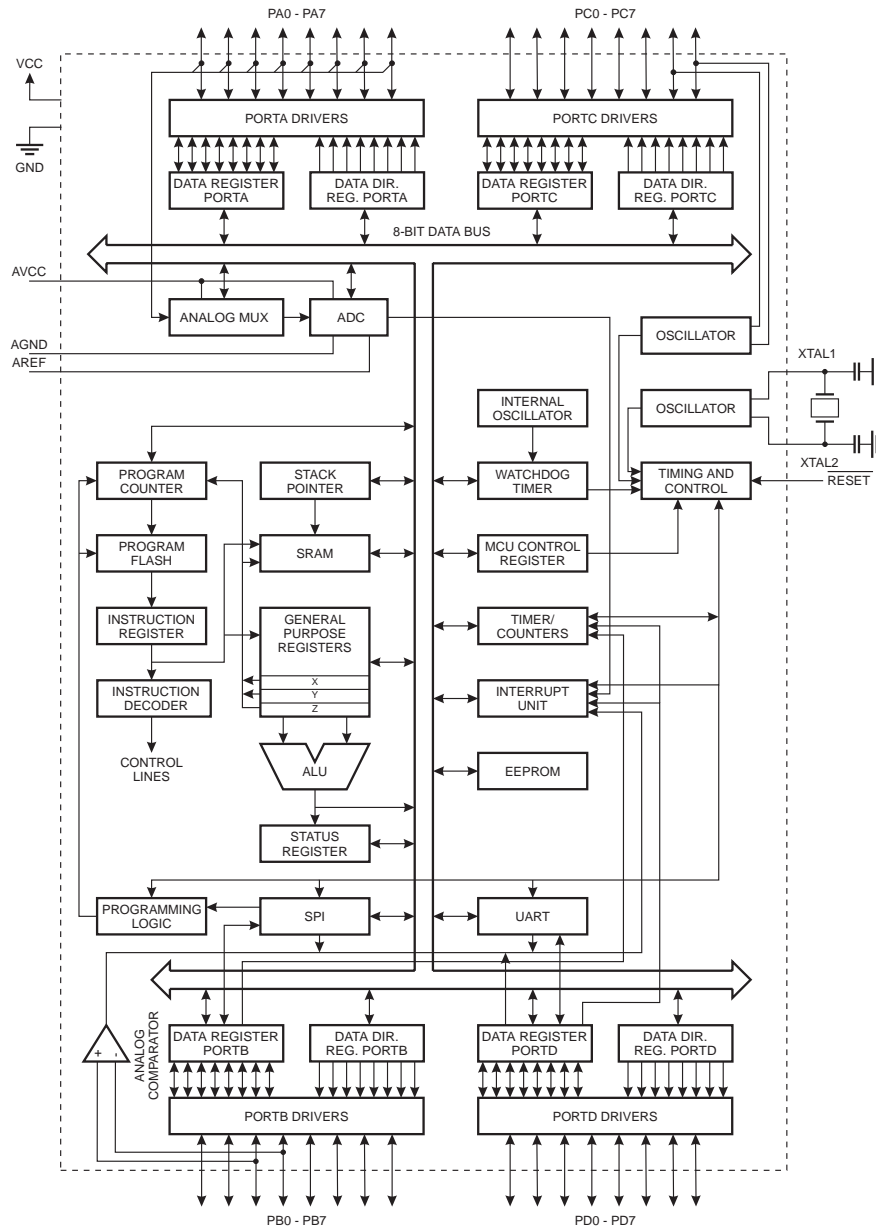 PA0 - PA7
PC0 - PC7
VCC
GND
PORTA DRIVERS
PORTC DRIVERS
DATA REGISTER
PORTA
DATA DIR.
REG. PORTA
DATA REGISTER
PORTC
DATA DIR.
REG. PORTC
8-BIT DATA BUS
AVCC
ANALOG MUX
ADC
AGND
AREF
OSCILLATOR
XTAL1
INTERNAL
OSCILLATOR
OSCILLATOR
XTAL2
RESET
PROGRAM
COUNTER
STACK
POINTER
WATCHDOG
TIMER
TIMING AND
CONTROL
PROGRAM
FLASH
SRAM
MCU CONTROL
REGISTER
INSTRUCTION
REGISTER
GENERAL
PURPOSE
REGISTERS
X
Y
Z
TIMER/
COUNTERS
INSTRUCTION
DECODER
INTERRUPT
UNIT
CONTROL
LINES
ALU
EEPROM
STATUS
REGISTER
PROGRAMMING
LOGIC
SPI
UART
ANALOG
COMPARATOR
+
-
DATA REGISTER
PORTB
DATA DIR.
REG. PORTB
DATA REGISTER
PORTD
DATA DIR.
REG. PORTD
PORTB DRIVERS
PORTD DRIVERS
PB0 - PB7
PD0 - PD7